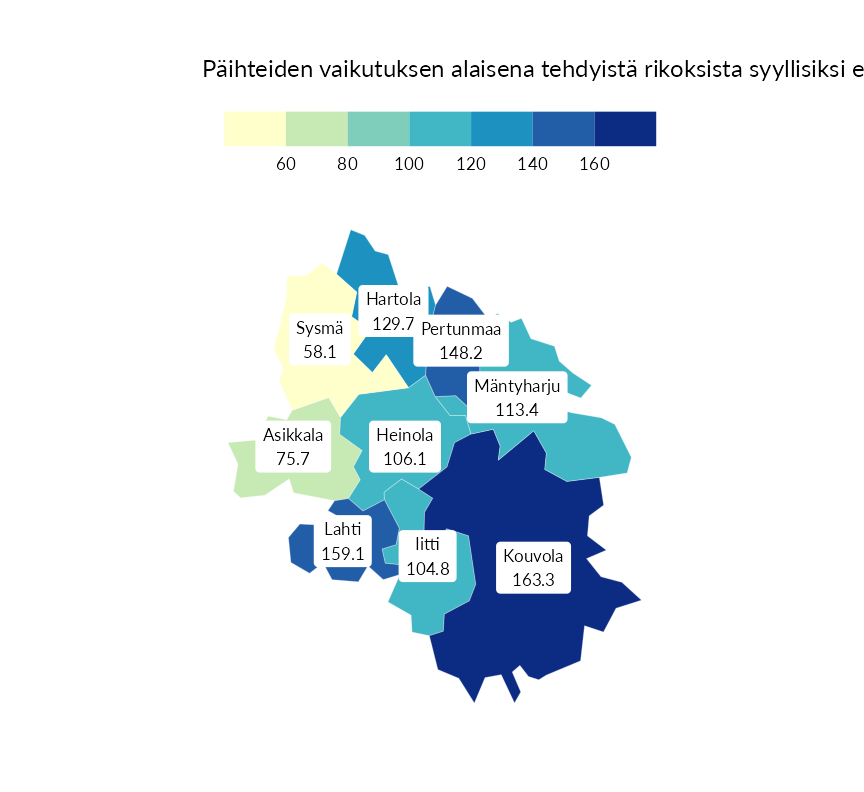 Päihteiden vaikutuksen alaisena tehdyistä rikoksista syyllisiksi e
60 80 100 120 140 160
Hartola
129.7
Sysmä
58.1
Pertunmaa
148.2
Mäntyharju
113.4
Asikkala
75.7
Heinola
106.1
Lahti
159.1
Iitti
104.8
Kouvola
163.3